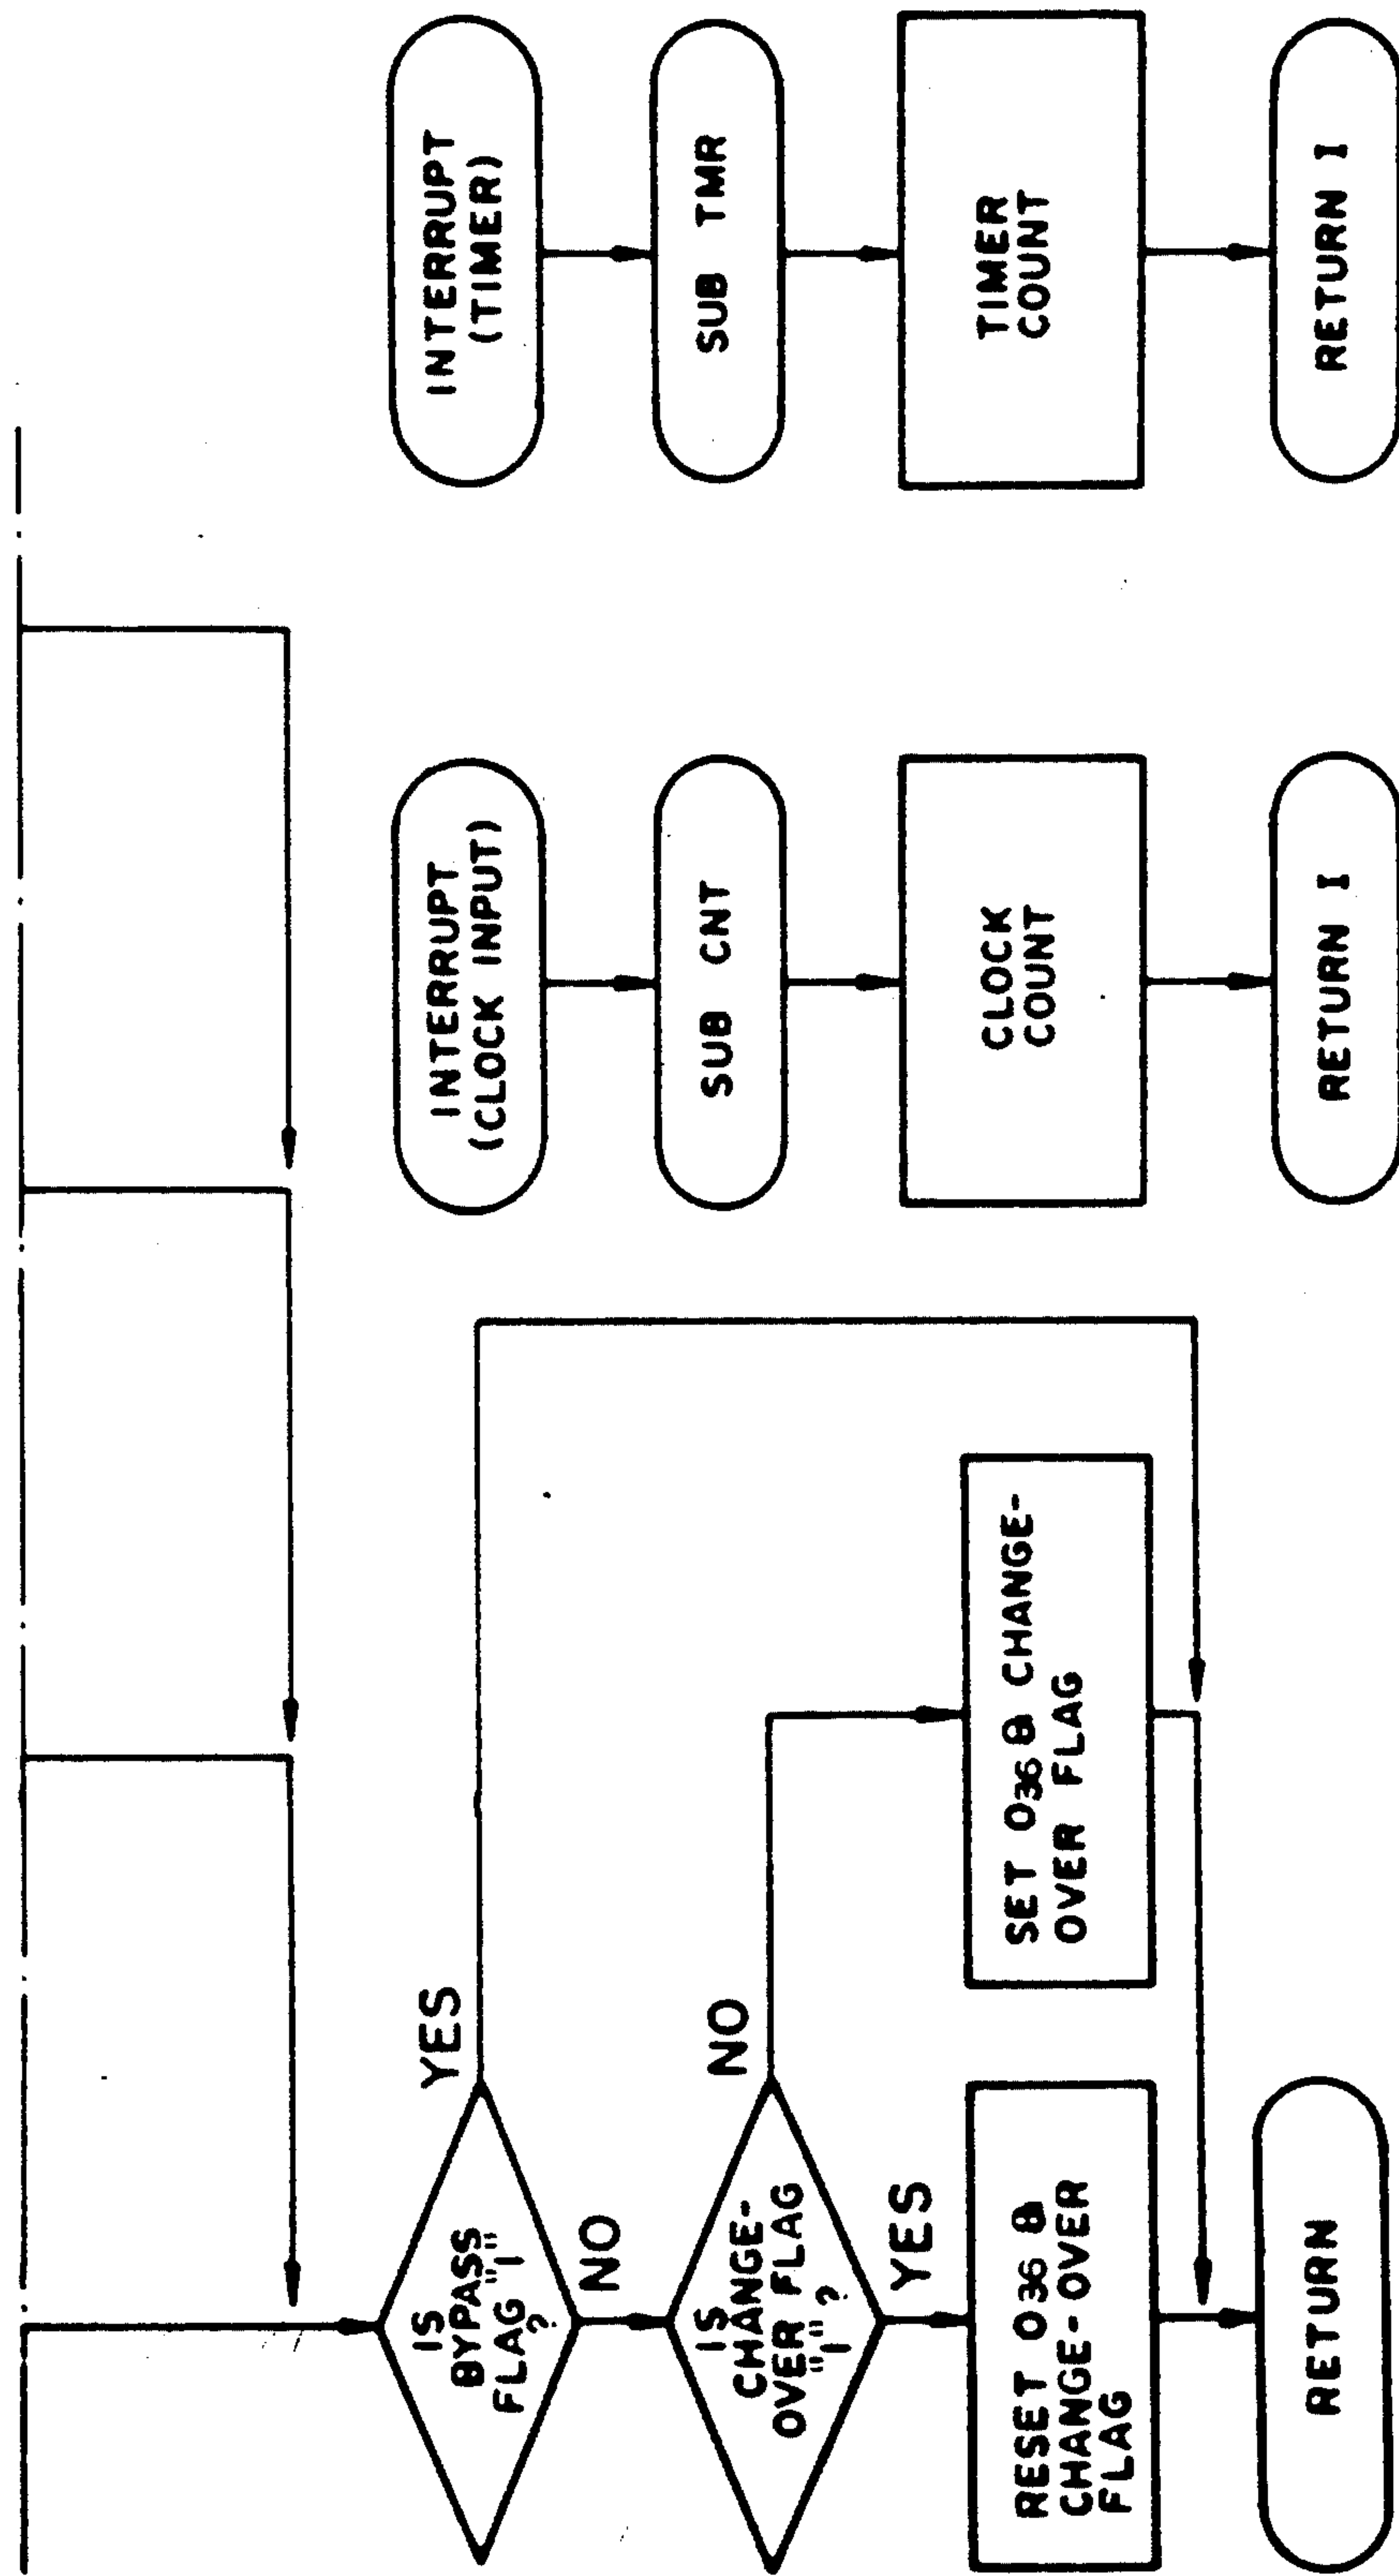 IS
BYPASS
FLAG "1"
?
YES
NO
IS
CHANGE-
OVER FLAG
"1" ?
NO
YES
RESET O36 &
CHANGE-OVER
FLAG
SET O36 & CHANGE-
OVER FLAG
RETURN
INTERRUPT
(CLOCK INPUT)
SUB CNT
CLOCK
COUNT
RETURN I
INTERRUPT
(TIMER)
SUB TMR
TIMER
COUNT
RETURN I